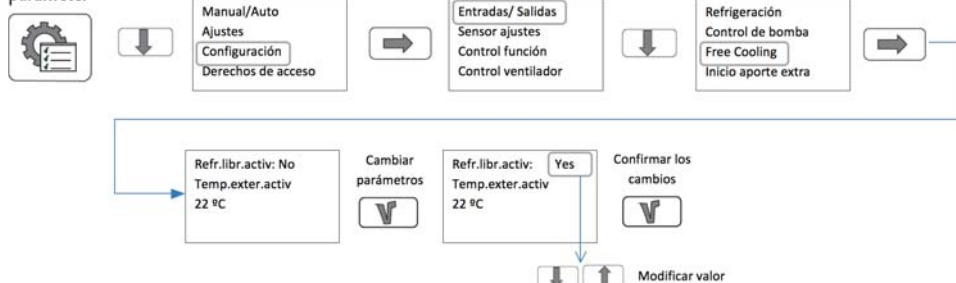 parámetro
Manual/Auto
Ajustes
Configuración
Derechos de acceso
Entradas/ Salidas
Sensor ajustes
Control función
Control ventilador
Refrigeración
Control de bomba
Free Cooling
Inicio aporte extra
Refr.libr.activ: No
Temp.exter.activ
22 ºC
Cambiar
parámetros
Refr.libr.activ: Yes
Temp.exter.activ
22 ºC
Confirmar los
cambios
Modificar valor